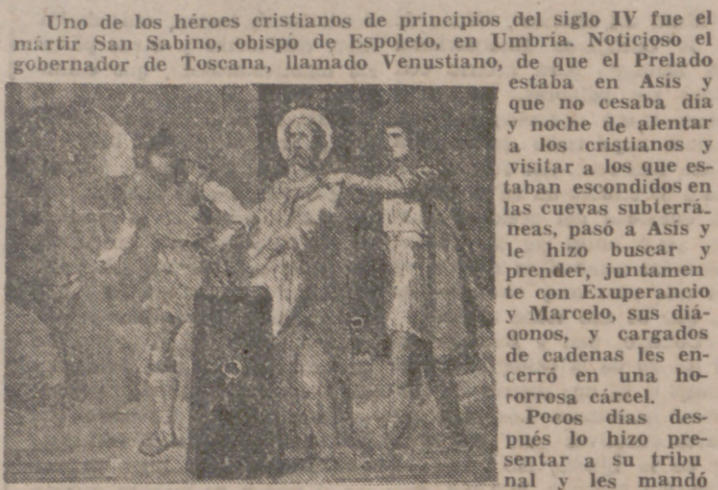 Uno de los héroes cristianos de principios del siglo IV fue el
mártir San Sabino, obispo de Espoleto, en Umbría. Noticioso el
gobernador de Toscana, llamado Venustiano, de que el Prelado
estaba en Asís y
que no cesaba día
y noche de alentar
a los cristianos y
visitar a los que es-
taban escondidos en
las cuevas subterrá-
neas, pasó a Asís y
le hizo buscar y
prender, juntamen
te con Exuperancio
y Marcelo, sus diá-
oonos, y cargados
de cadenas les en-
cerró en una ho-
rorrosa cárcel.
Pocos días des-
pués lo hizo pre-
sentar a su tribu
nal y les mandó